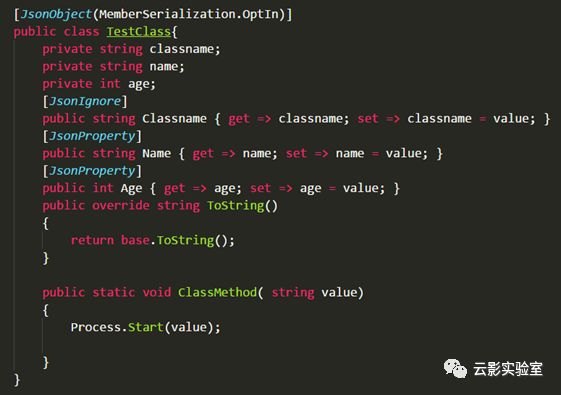 [JsonObject(MemberSerialization.OptIn)]
public class TestClass{
    private string classname;
    private string name;
    private int age;
    [JsonIgnore]
    public string Classname { get => classname; set => classname = value; }
    [JsonProperty]
    public string Name { get => name; set => name = value; }
    [JsonProperty]
    public int Age { get => age; set => age = value; }
    public override string ToString()
    {
        return base.ToString();
    }
    public static void ClassMethod( string value)
    {
        Process.Start(value);
    }
}
云影实验室